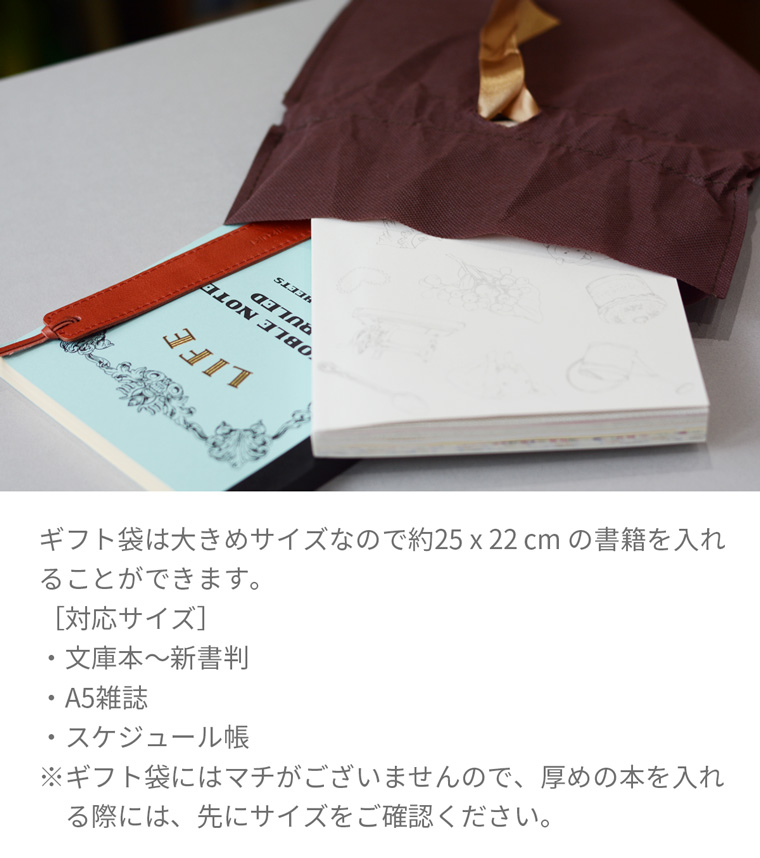 LIFE
NOBLE NOTE
RULED
SHEETS
ギフト袋は大きめサイズなので約25 x 22 cm の書籍を入れ
ることができます。
［対応サイズ］
・文庫本～新書判
・A5雑誌
・スケジュール帳
※ギフト袋にはマチがございませんので、厚めの本を入れ
る際には、先にサイズをご確認ください。